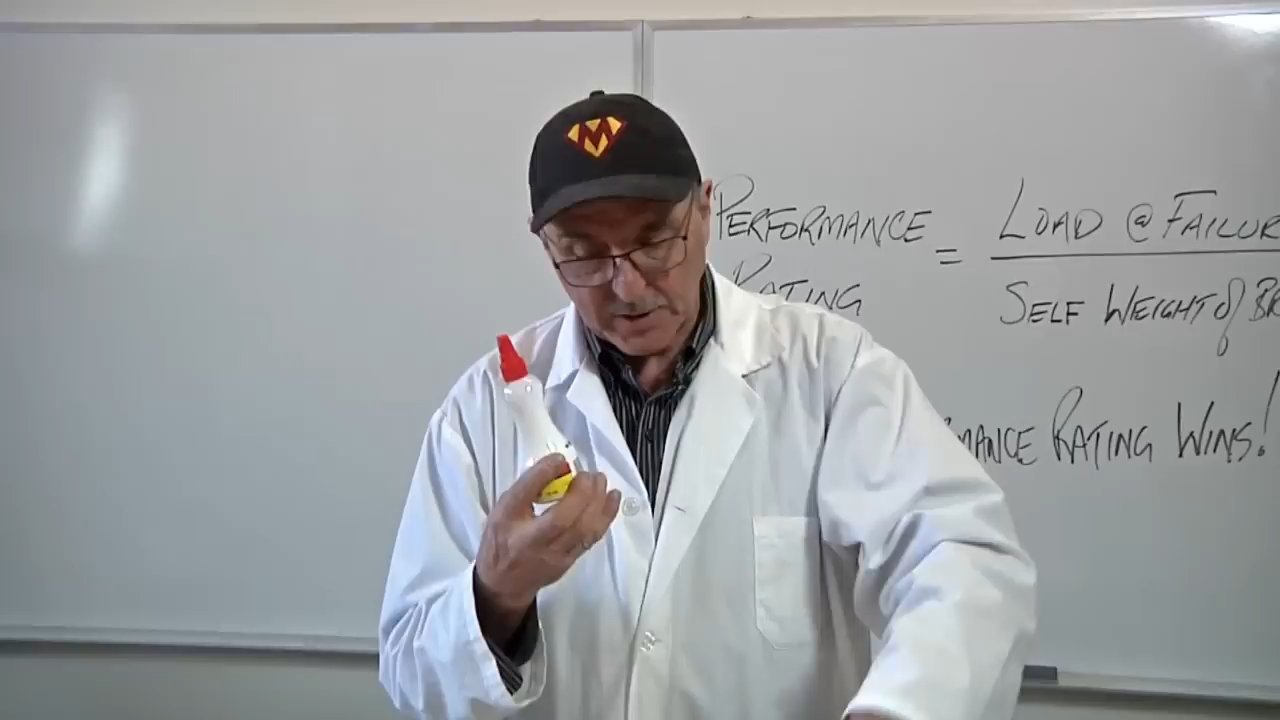 M
PERFORMANCE = LOAD @ FAILUR
RATING SELF WEIGHT of BR
MANCE RATING WINS!